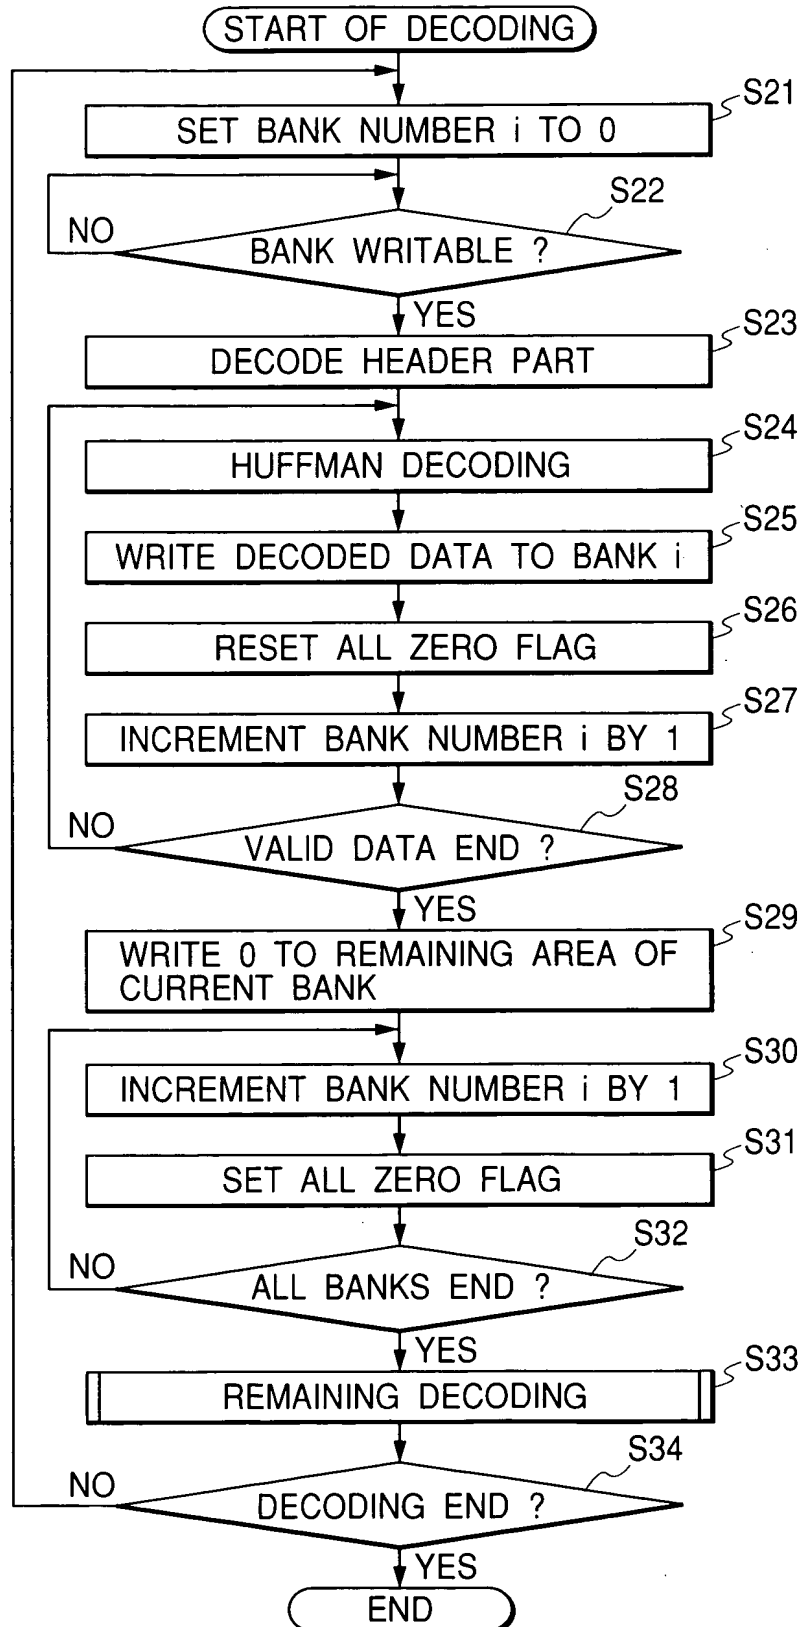 START OF DECODING
S21
SET BANK NUMBER i TO 0
S22
NO
BANK WRITABLE ?
YES
S23
DECODE HEADER PART
S24
HUFFMAN DECODING
S25
WRITE DECODED DATA TO BANK i
S26
RESET ALL ZERO FLAG
S27
INCREMENT BANK NUMBER i BY 1
S28
NO
VALID DATA END ?
YES
S29
WRITE 0 TO REMAINING AREA OF
CURRENT BANK
S30
INCREMENT BANK NUMBER i BY 1
S31
SET ALL ZERO FLAG
S32
NO
ALL BANKS END ?
YES
S33
REMAINING DECODING
S34
NO
DECODING END ?
YES
END